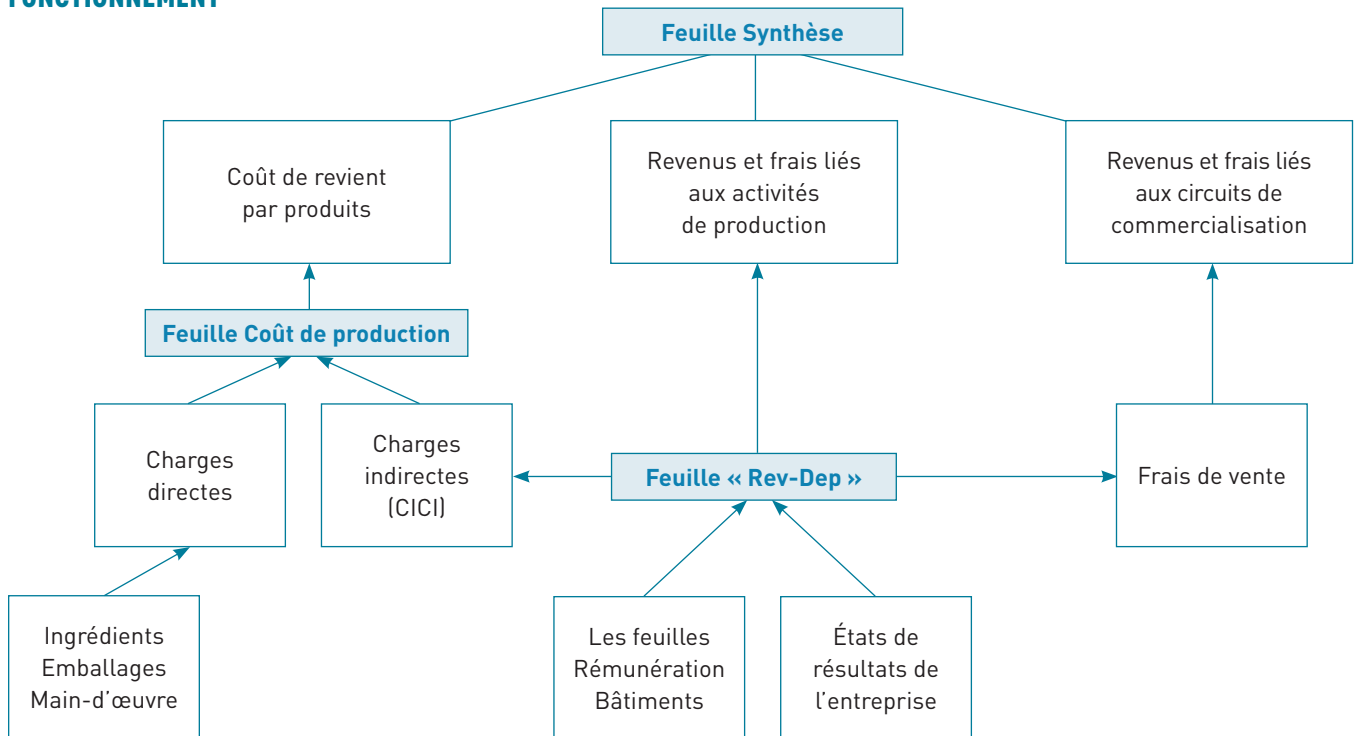 FONCTIONNEMENT
Feuille Synthèse
Coût de revient
par produits
Revenus et frais liés
aux activités
de production
Revenus et frais liés
aux circuits de
commercialisation
Feuille Coût de production
Charges
directes
Charges
indirectes
(CICI)
Feuille « Rev-Dep »
Frais de vente
Ingrédients
Emballages
Main-d'œuvre
Les feuilles
Rémunération
Bâtiments
États de
résultats de
l'entreprise